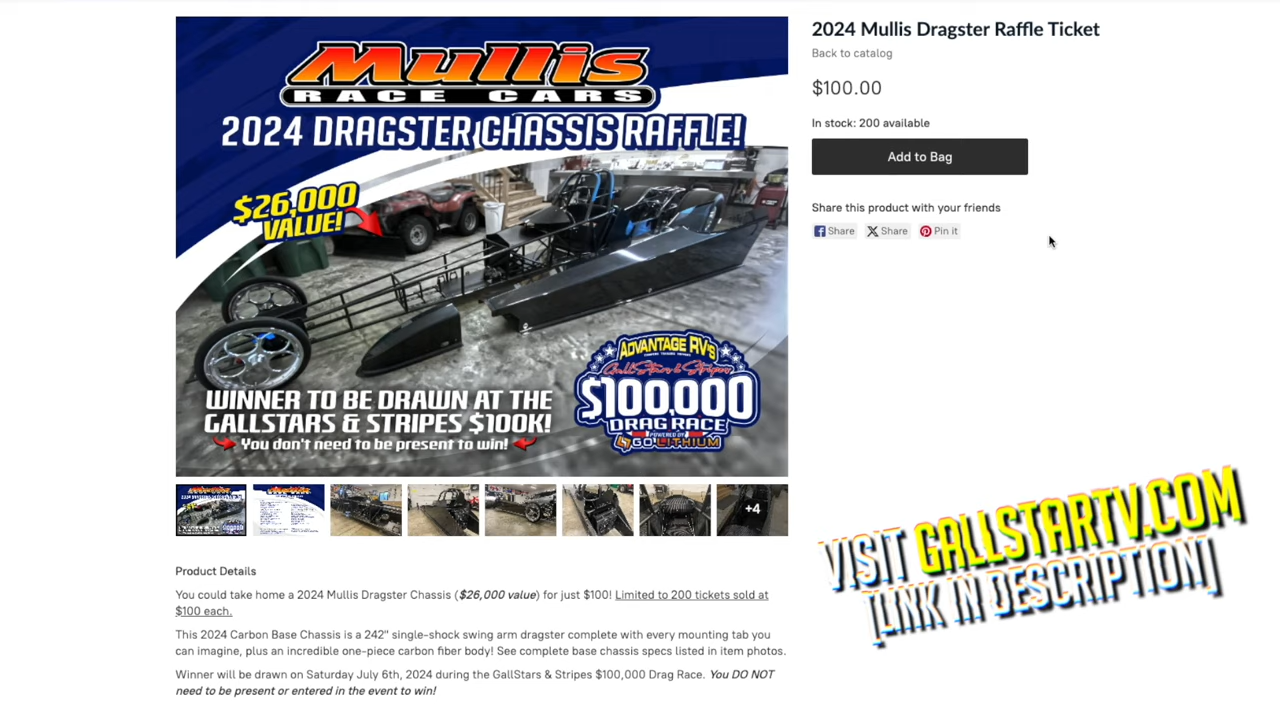 Mullis
RACE CARS
2024 DRAGSTER CHASSIS RAFFLE!
$26,000
VALUE!
WINNER TO BE DRAWN AT THE
GALLSTARS & STRIPES $100K!
You don't need to be present to win!
ADVANTAGE RV'S
GallStars & Stripes
$100,000
DRAG RACE
POWERED BY
GO LITHIUM
+4
Product Details
You could take home a 2024 Mullis Dragster Chassis ($26,000 value) for just $100! Limited to 200 tickets sold at
$100 each.
This 2024 Carbon Base Chassis is a 242" single-shock swing arm dragster complete with every mounting tab you
can imagine, plus an incredible one-piece carbon fiber body! See complete base chassis specs listed in item photos.
Winner will be drawn on Saturday July 6th, 2024 during the GallStars & Stripes $100,000 Drag Race. You DO NOT
need to be present or entered in the event to win!
2024 Mullis Dragster Raffle Ticket
Back to catalog
$100.00
In stock: 200 available
Add to Bag
Share this product with your friends
Share
Share
Pin it
VISIT GALLSTARTV.COM
[LINK IN DESCRIPTION]